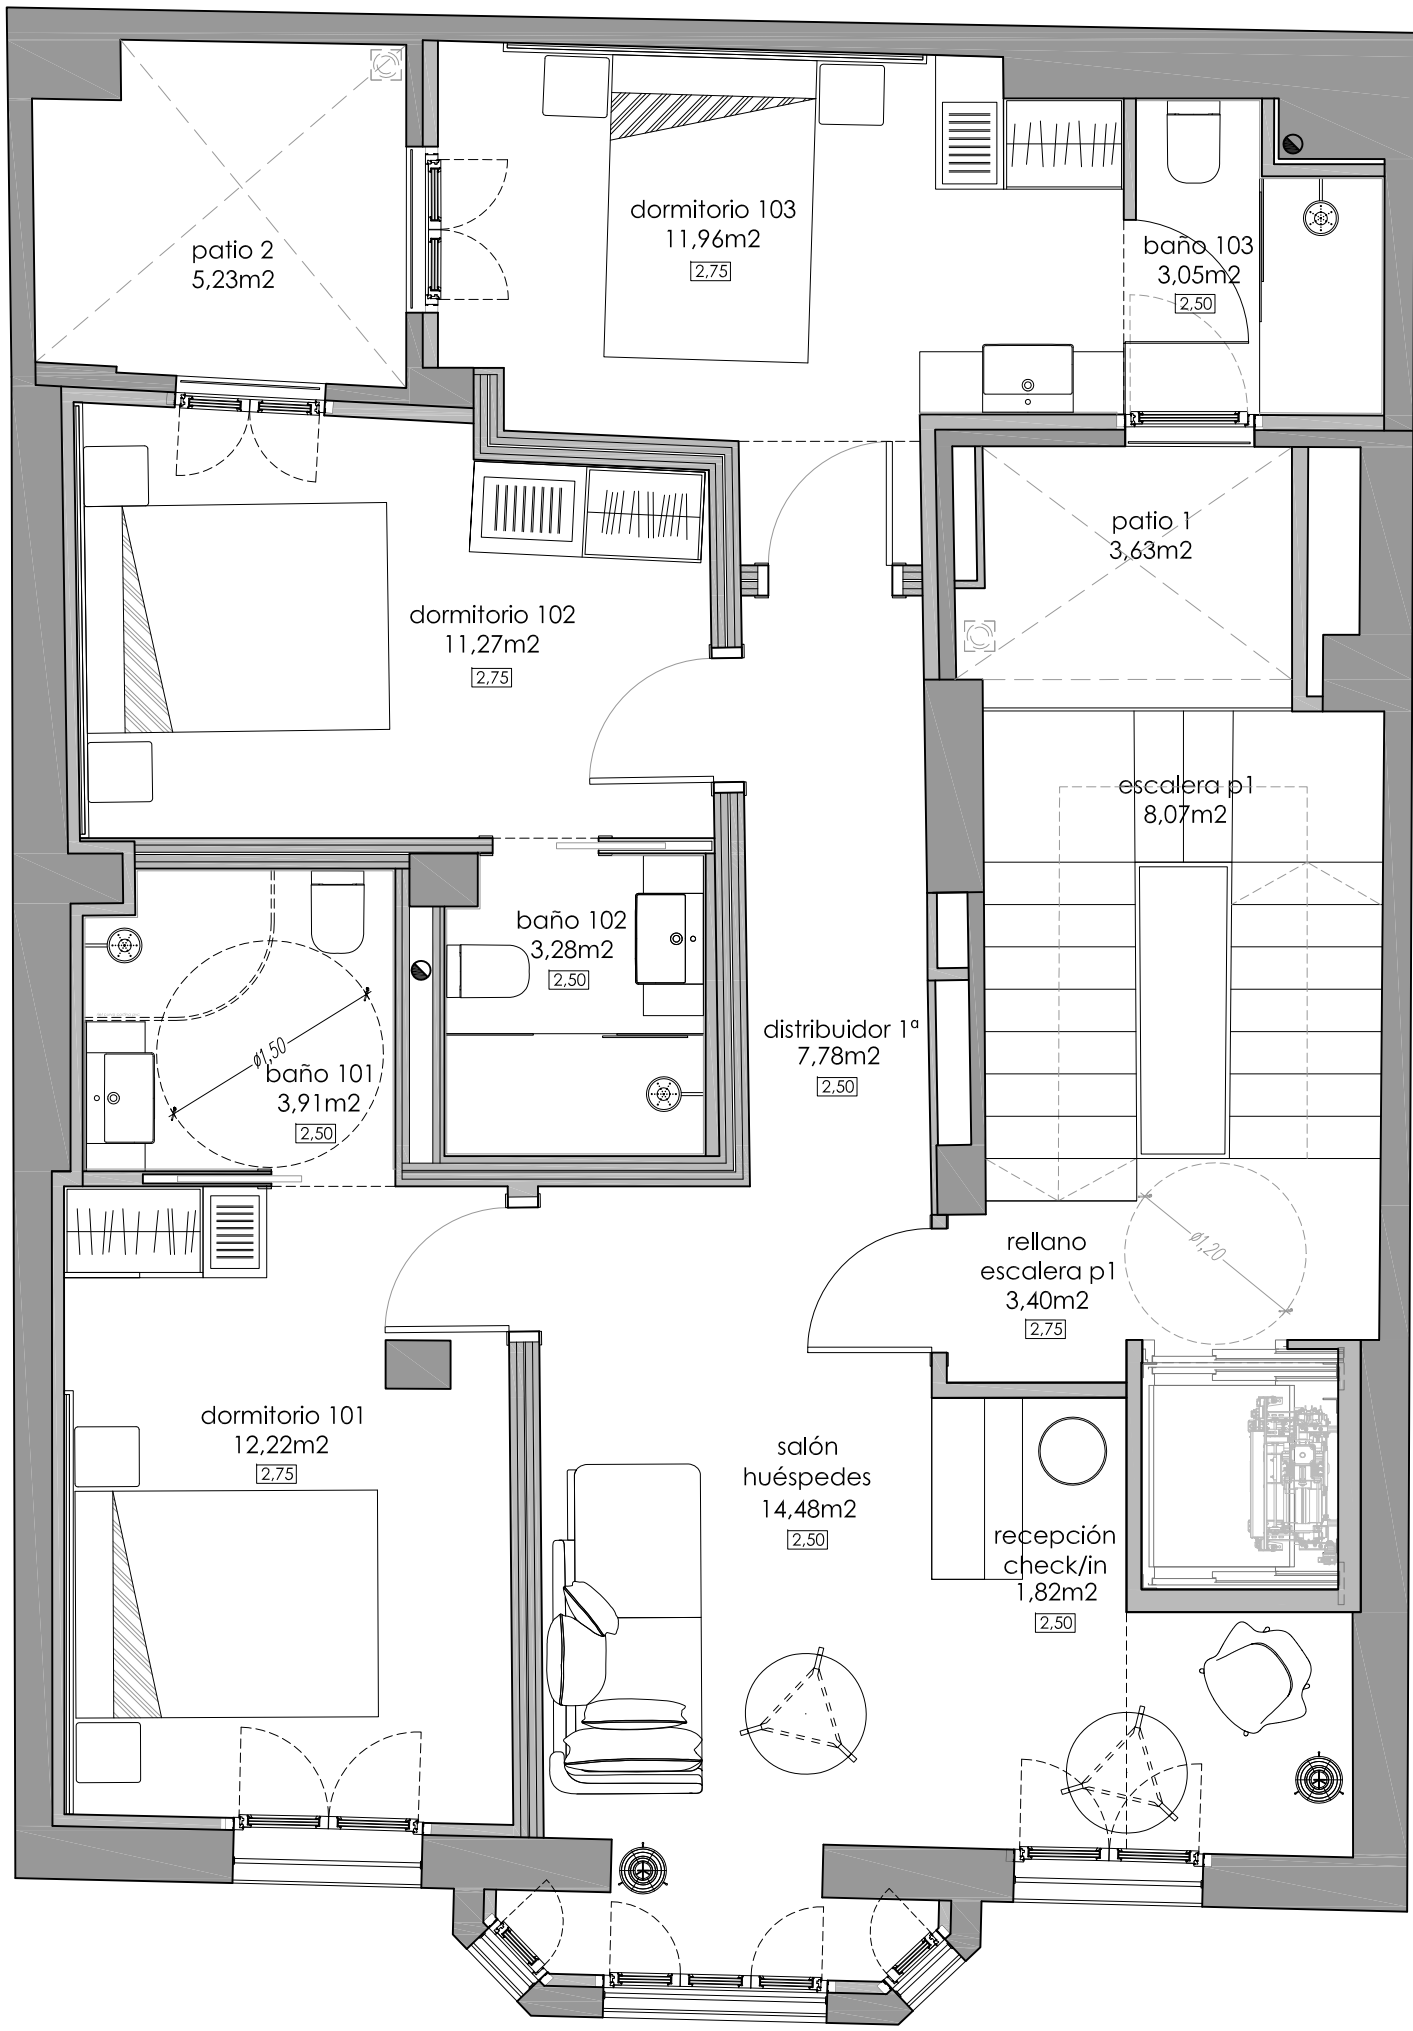 dormitorio 103
11,96m2
2,75
baño 103
3,05m2
2,50
patio 2
5,23m2
patio 1
3,63m2
dormitorio 102
11,27m2
2,75
escalera p1
8,07m2
baño 102
3,28m2
2,50
distribuidor 1ª
7,78m2
2,50
ø1,50
baño 101
3,91m2
2,50
rellano
escalera p1
3,40m2
2,75
ø1,20
dormitorio 101
12,22m2
2,75
salón
huéspedes
14,48m2
2,50
recepción
check/in
1,82m2
2,50